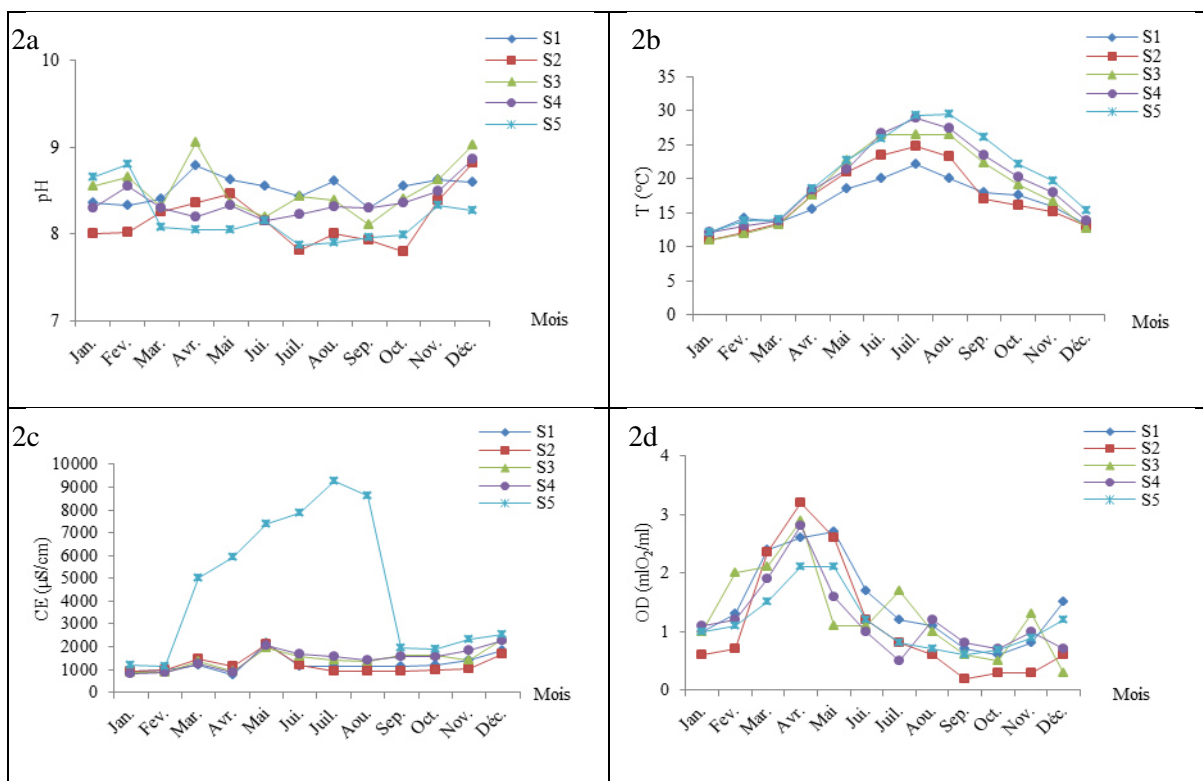 2a
S1
S2
S3
S4
S5
10
9
8
7
pH
Jan.
Fev.
Mar.
Avr.
Mai
Jui.
Juil.
Aou.
Sep.
Oct.
Nov.
Déc.
Mois
2b
S1
S2
S3
S4
S5
35
30
25
20
15
10
5
0
T (°C)
Jan.
Fev.
Mar.
Avr.
Mai
Jui.
Juil.
Aou.
Sep.
Oct.
Nov.
Déc.
Mois
2c
S1
S2
S3
S4
S5
10000
9000
8000
7000
6000
5000
4000
3000
2000
1000
0
CE (µS/cm)
Jan.
Fev.
Mar.
Avr.
Mai
Jui.
Juil.
Aou.
Sep.
Oct.
Nov.
Déc.
Mois
2d
S1
S2
S3
S4
S5
4
3
2
1
0
OD (mlO₂/ml)
Jan.
Fev.
Mar.
Avr.
Mai
Jui.
Juil.
Aou.
Sep.
Oct.
Nov.
Déc.
Mois